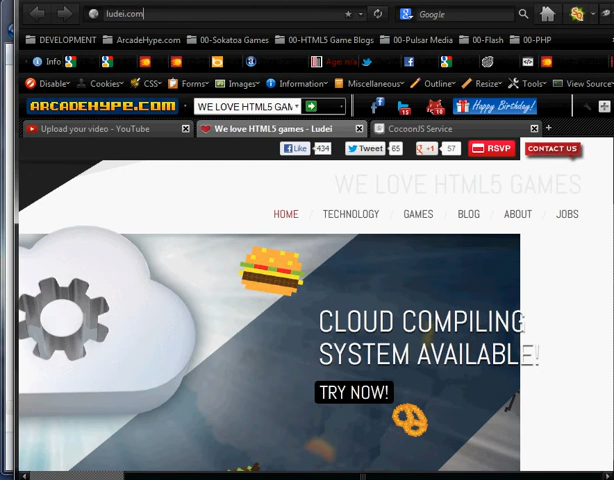 ludei.com
Google
DEVELOPMENT ArcadeHype.com 00-Sokatoa Games 00-HTML5 Game Blogs 00-Pulsar Media 00-Flash 00-PHP
Info Age: n/a
Disable Cookies CSS Forms Images Information Miscellaneous Outline Resize Tools View Source
ARCADEHYPE.COM WE LOVE HTML5 GAM 15 18 Happy Birthday!
Upload your video - YouTube We love HTML5 games - Ludei CocoonJS Service
Like 434 Tweet 65 +1 57 RSVP CONTACT US
WE LOVE HTML5 GAMES
HOME / TECHNOLOGY / GAMES / BLOG / ABOUT / JOBS
CLOUD COMPILING
SYSTEM AVAILABLE!
TRY NOW!